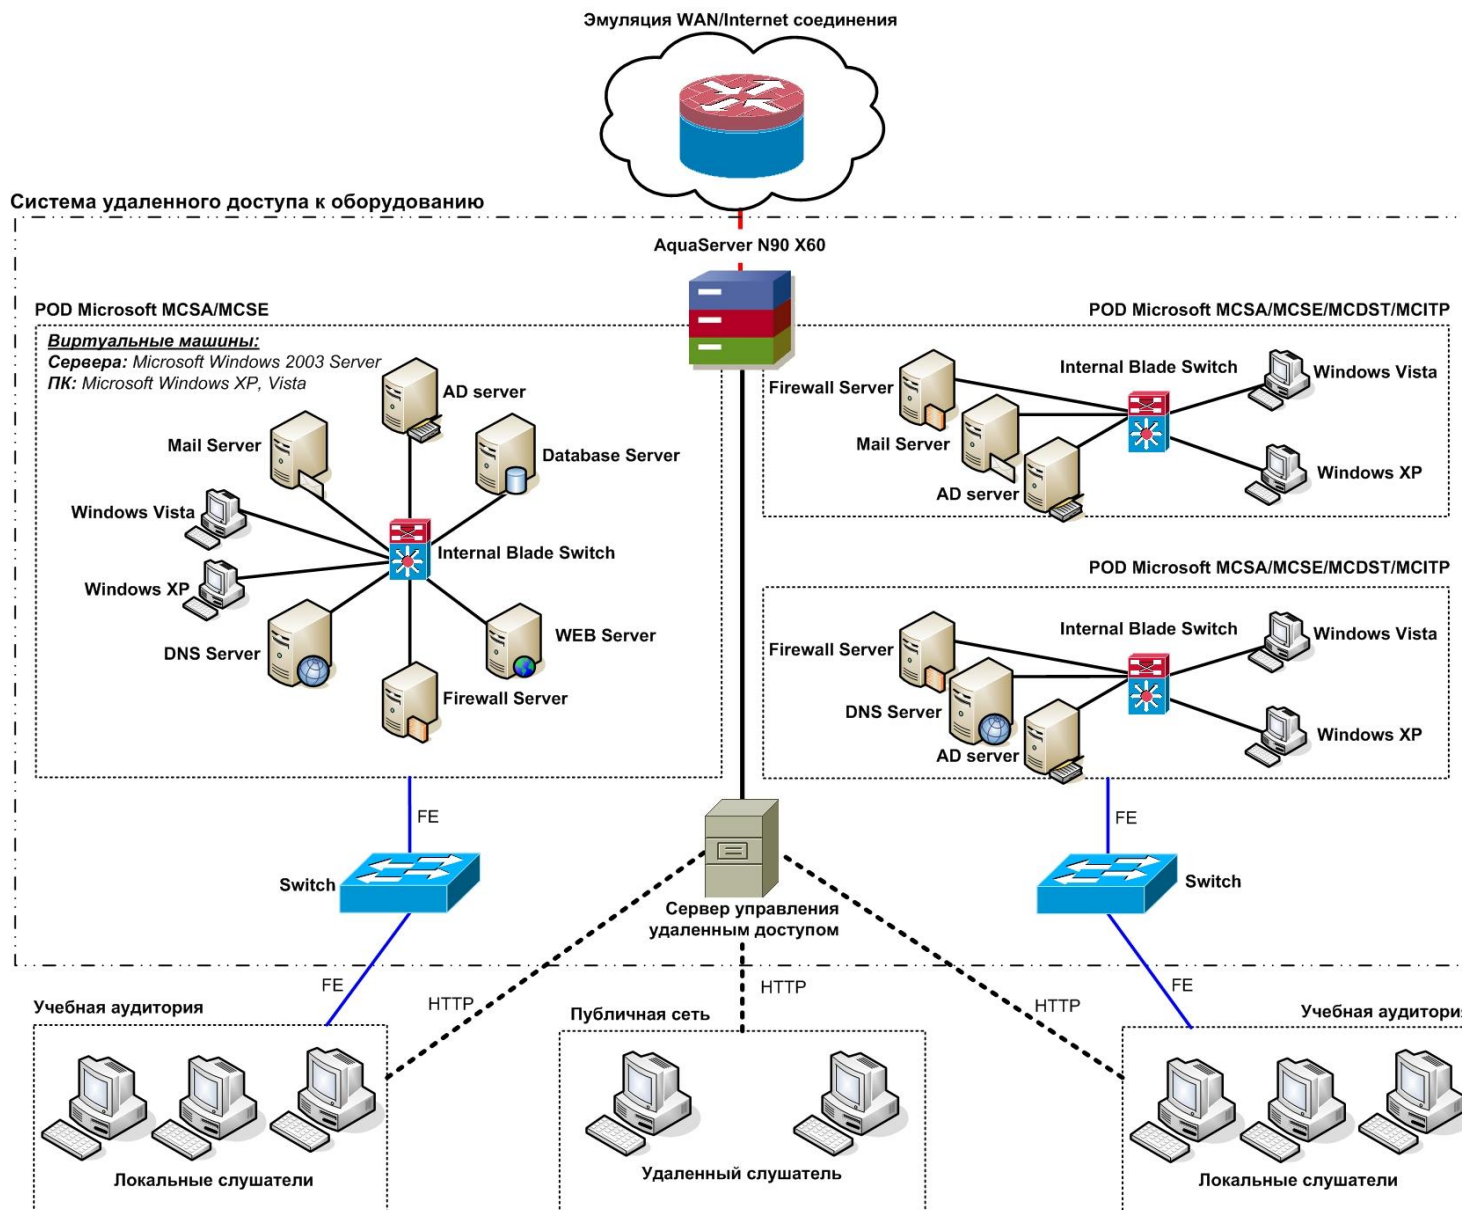 Эмуляция WAN/Internet соединения
Система удаленного доступа к оборудованию
AquaServer N90 X60
POD Microsoft MCSA/MCSE
Виртуальные машины:
Сервера: Microsoft Windows 2003 Server
ПК: Microsoft Windows XP, Vista
AD server
Mail Server
Database Server
Windows Vista
Internal Blade Switch
Windows XP
DNS Server
WEB Server
Firewall Server
POD Microsoft MCSA/MCSE/MCDST/MCITP
Internal Blade Switch
Windows Vista
Firewall Server
Mail Server
Windows XP
AD server
POD Microsoft MCSA/MCSE/MCDST/MCITP
Internal Blade Switch
Windows Vista
Firewall Server
DNS Server
Windows XP
AD server
FE
FE
Switch
Switch
Сервер управления
удаленным доступом
FE
HTTP
HTTP
HTTP
FE
Учебная аудитория
Публичная сеть
Учебная аудитория
Локальные слушатели
Удаленный слушатель
Локальные слушатели